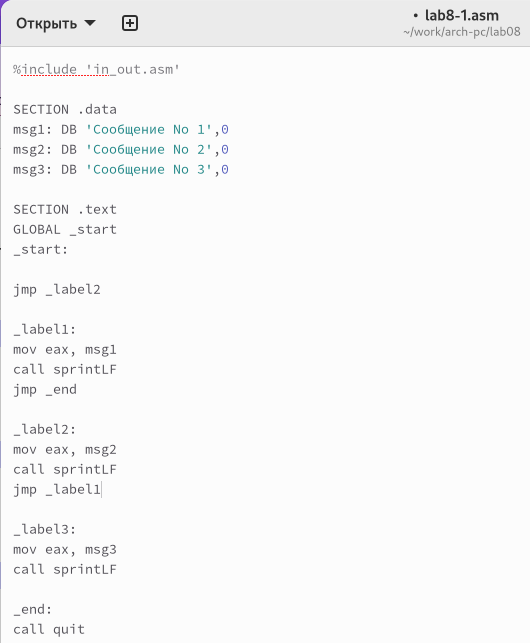 Открыть
• lab8-1.asm
~/work/arch-pc/lab08
%include 'in_out.asm'
SECTION .data
msg1: DB 'Сообщение No 1',0
msg2: DB 'Сообщение No 2',0
msg3: DB 'Сообщение No 3',0
SECTION .text
GLOBAL _start
_start:
jmp _label2
_label1:
mov eax, msg1
call sprintLF
jmp _end
_label2:
mov eax, msg2
call sprintLF
jmp _label1
_label3:
mov eax, msg3
call sprintLF
_end:
call quit